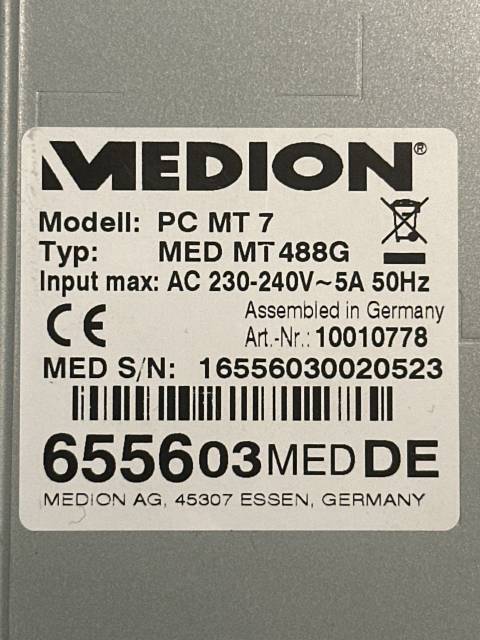 MEDION®
Modell: PC MT 7
Typ: MED MT 488G
Input max: AC 230-240V~5A 50Hz
CE
Assembled in Germany
Art.-Nr.: 10010778
MED S/N: 16556030020523
655603MEDDE
MEDION AG, 45307 ESSEN, GERMANY